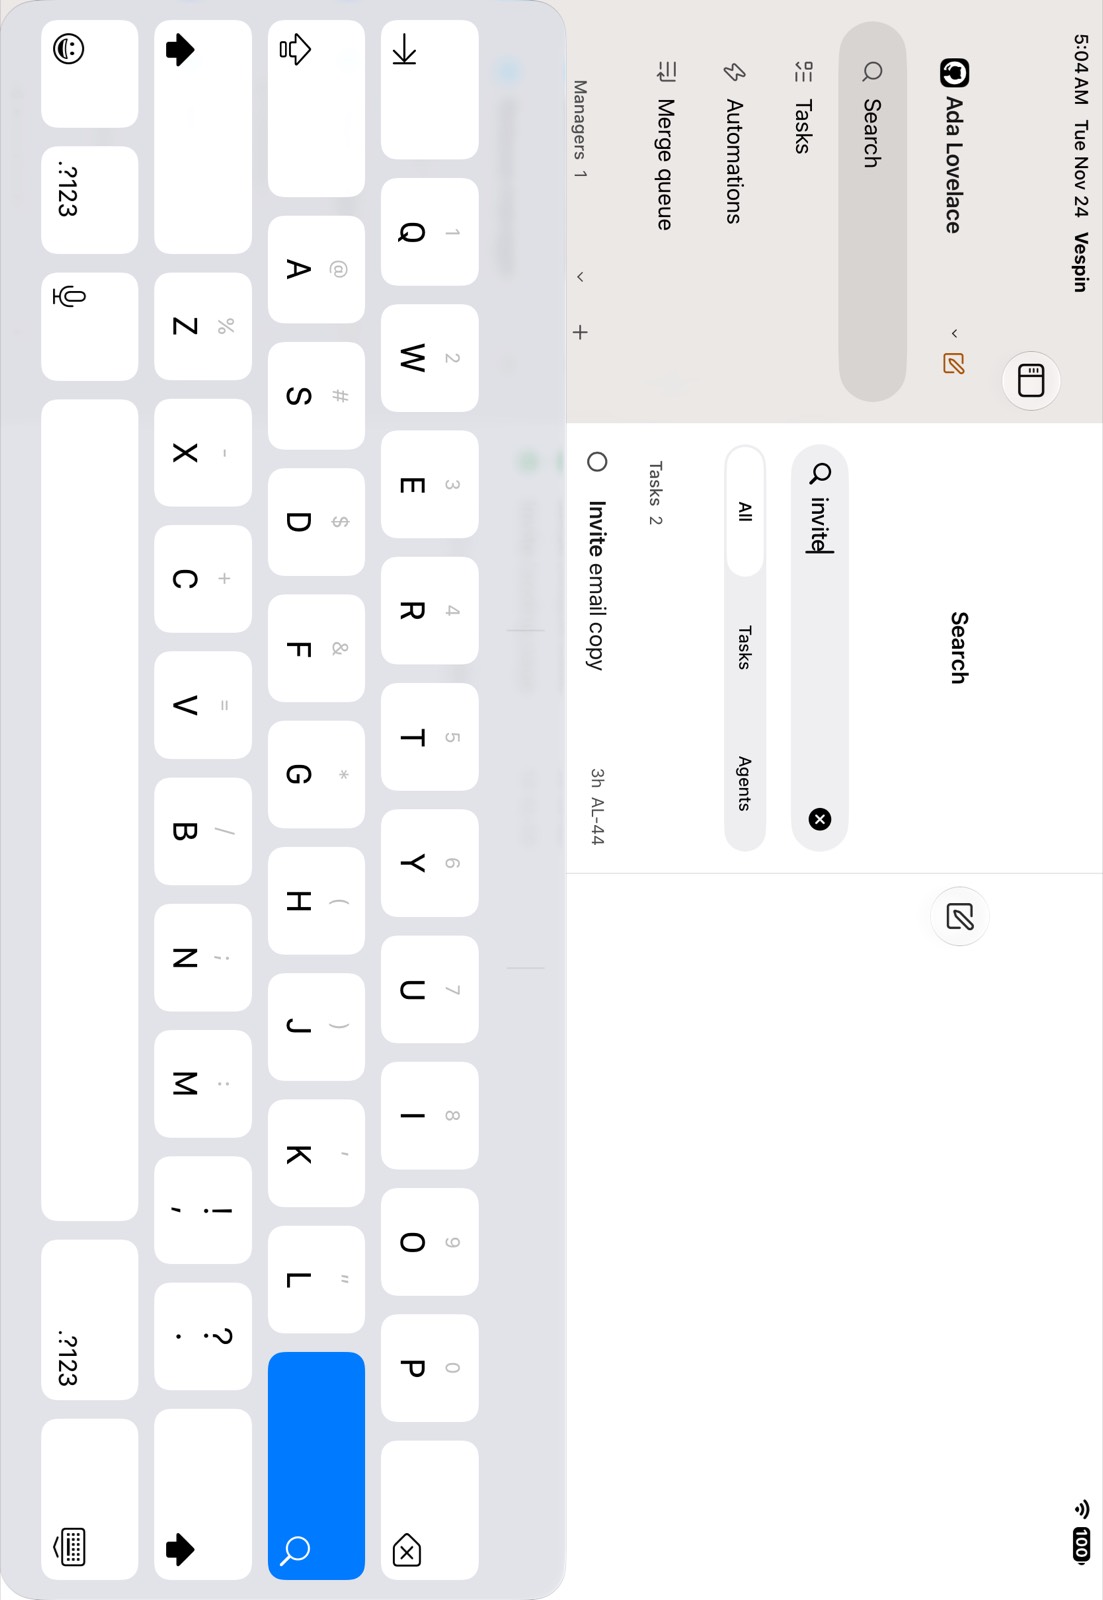 5:04 AM Tue Nov 24 Vespin
100
Ada Lovelace
Search
Tasks
Automations
Merge queue
Managers 1
Search
invite
All Tasks Agents
Tasks 2
Invite email copy 3h AL-44
1 2 3 4 5 6 7 8 9 0
Q W E R T Y U I O P
@ # $ & * ( ) ' "
A S D F G H J K L
% - + = / ; : ! ?
Z X C V B N M , .
.?123 .?123